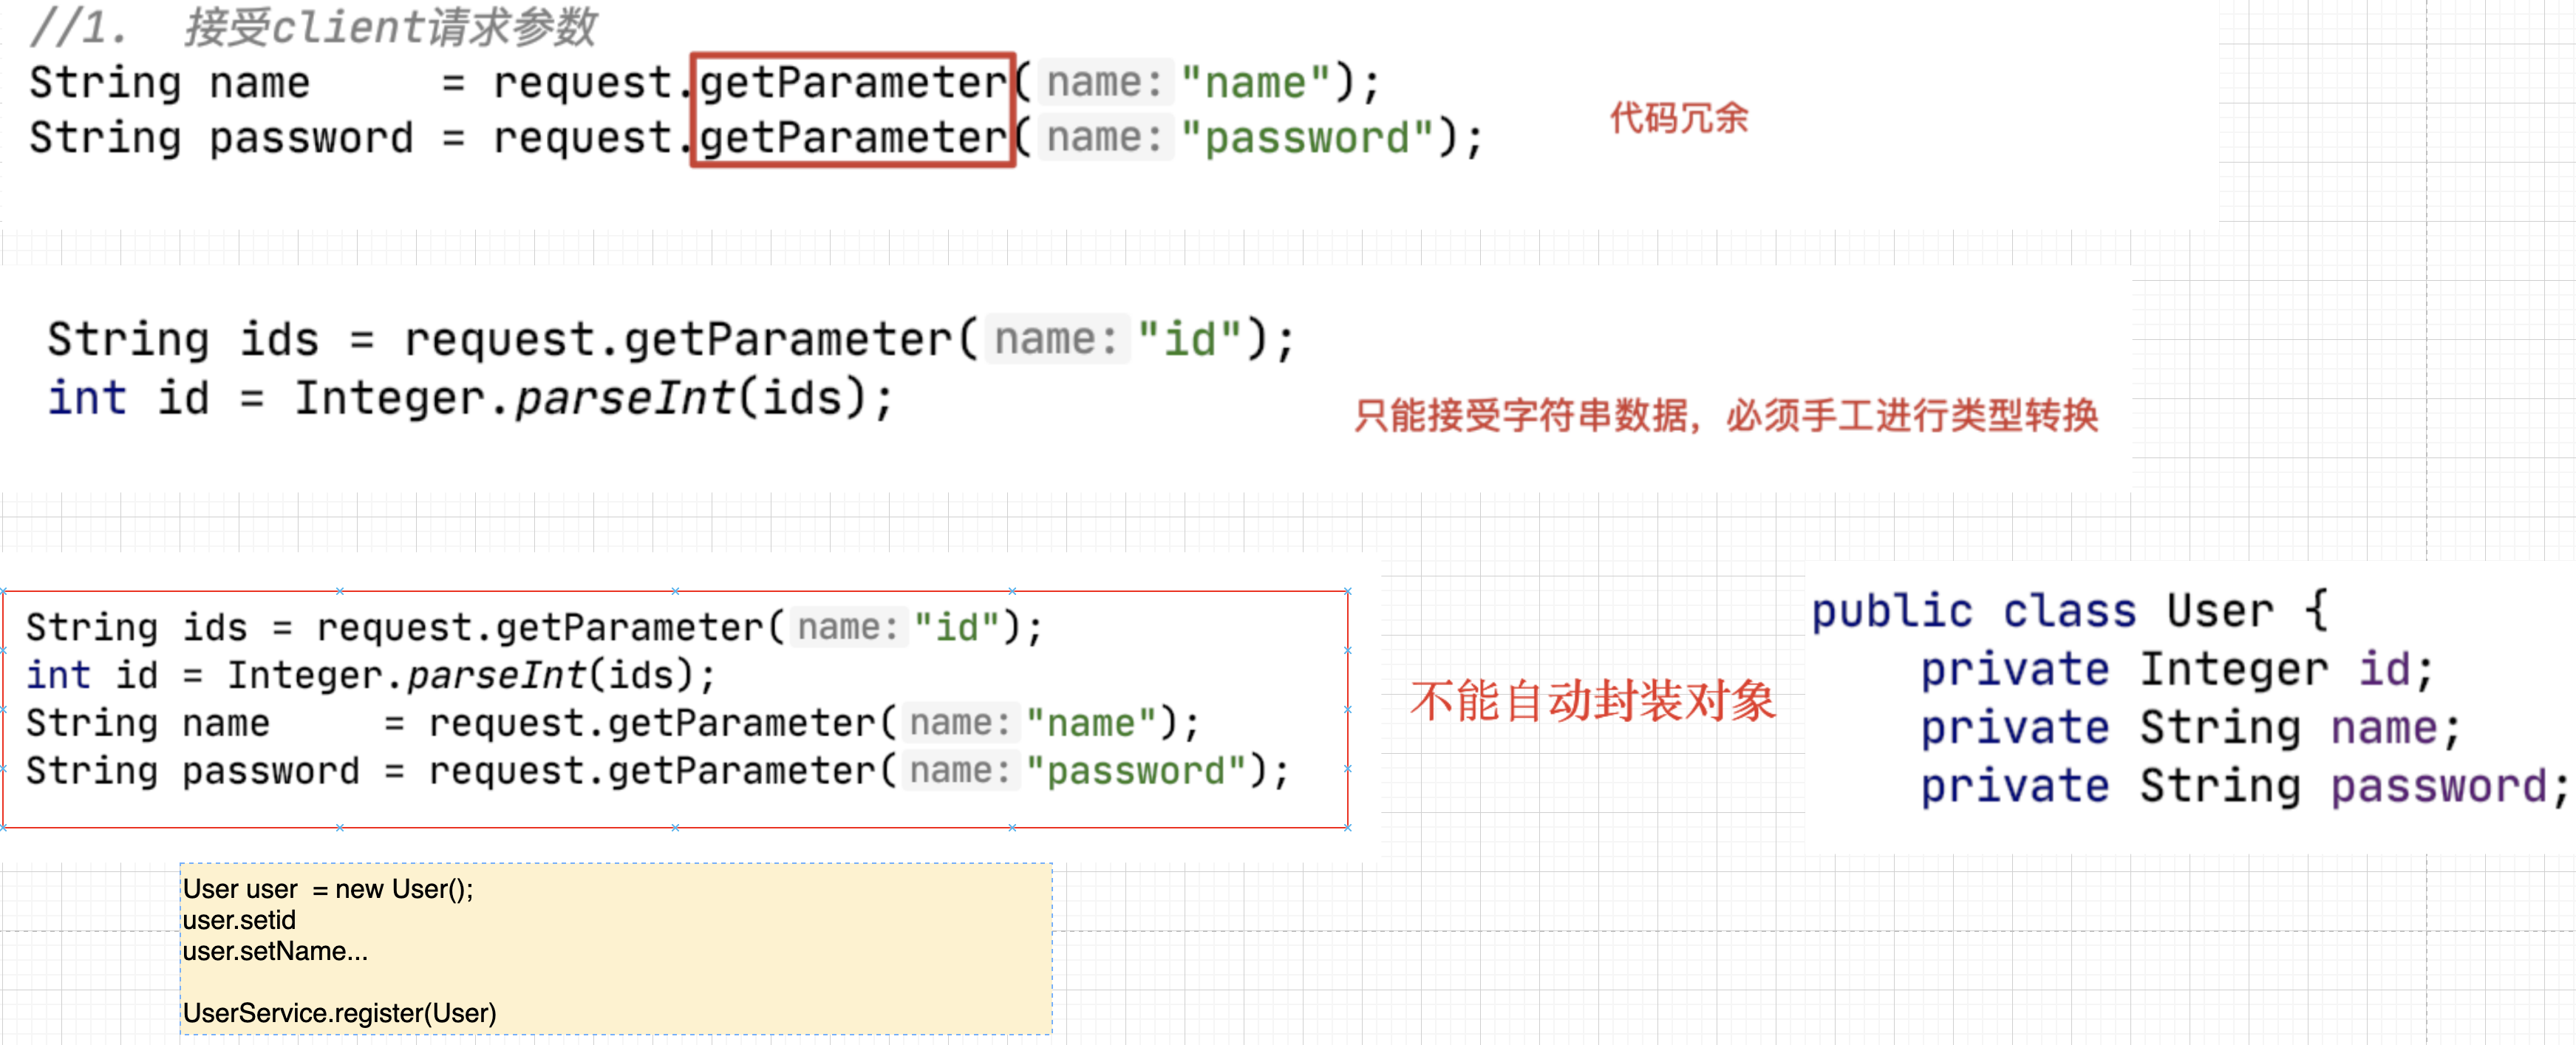 //1. 接受client请求参数
String name = request.getParameter( name: "name");
String password = request.getParameter( name: "password");
代码冗余
String ids = request.getParameter( name: "id");
int id = Integer.parseInt(ids);
只能接受字符串数据，必须手工进行类型转换
String ids = request.getParameter( name: "id");
int id = Integer.parseInt(ids);
String name = request.getParameter( name: "name");
String password = request.getParameter( name: "password");
不能自动封装对象
public class User {
private Integer id;
private String name;
private String password;
User user = new User();
user.setid
user.setName...
UserService.register(User)